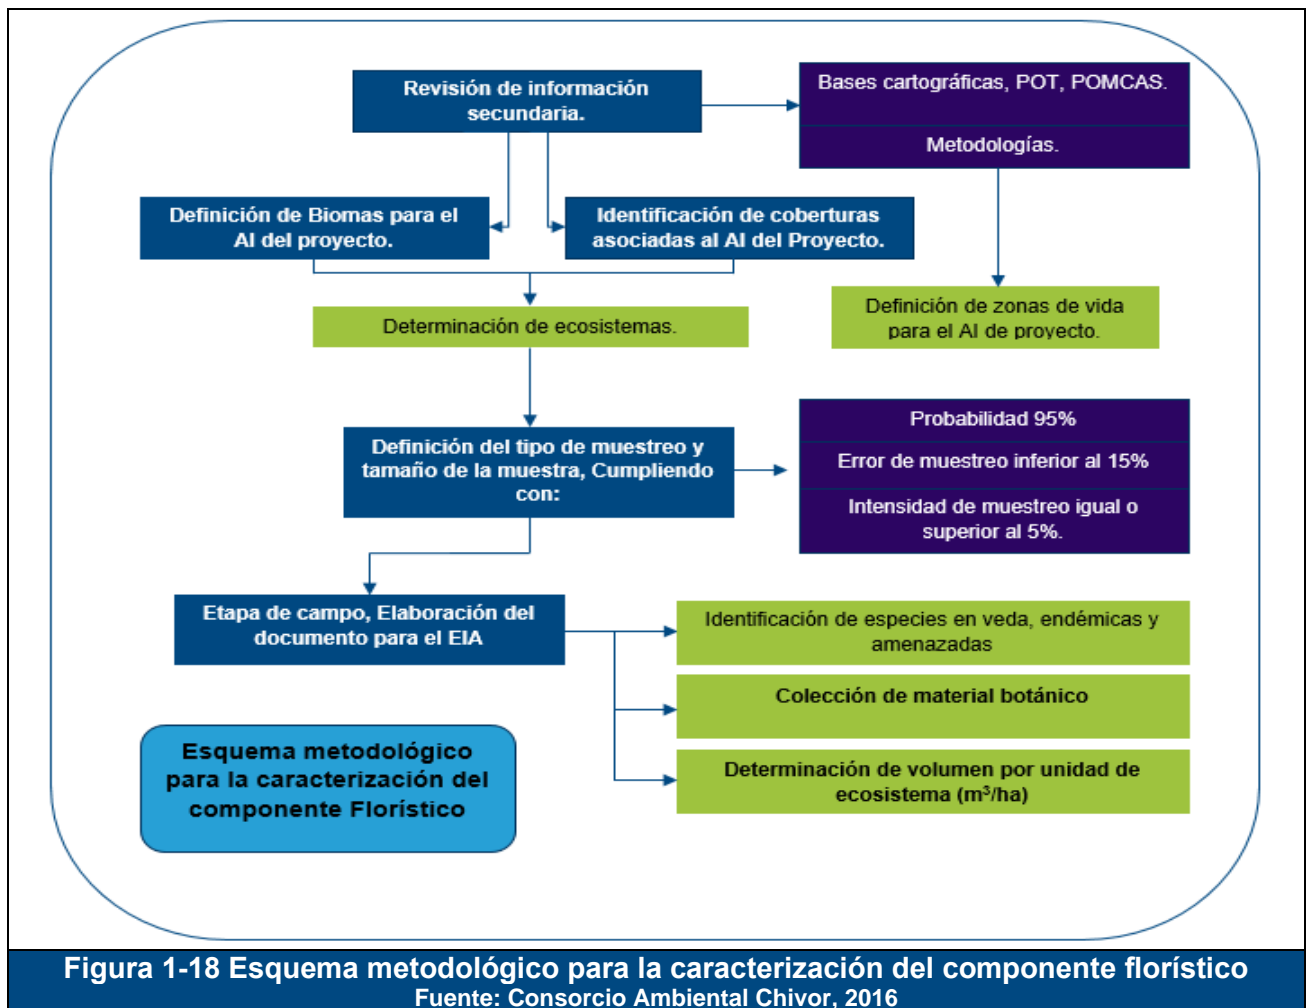 Revisión de información
secundaria.
Bases cartográficas, POT, POMCAS.
Metodologías.
Definición de Biomas para el
AI del proyecto.
Identificación de coberturas
asociadas al AI del Proyecto.
Determinación de ecosistemas.
Definición de zonas de vida
para el AI de proyecto.
Definición del tipo de muestreo y
tamaño de la muestra, Cumpliendo
con:
Probabilidad 95%
Error de muestreo inferior al 15%
Intensidad de muestreo igual o
superior al 5%.
Etapa de campo, Elaboración del
documento para el EIA
Identificación de especies en veda, endémicas y
amenazadas
Colección de material botánico
Determinación de volumen por unidad de
ecosistema (m³/ha)
Esquema metodológico
para la caracterización del
componente Florístico
Figura 1-18 Esquema metodológico para la caracterización del componente florístico
Fuente: Consorcio Ambiental Chivor, 2016